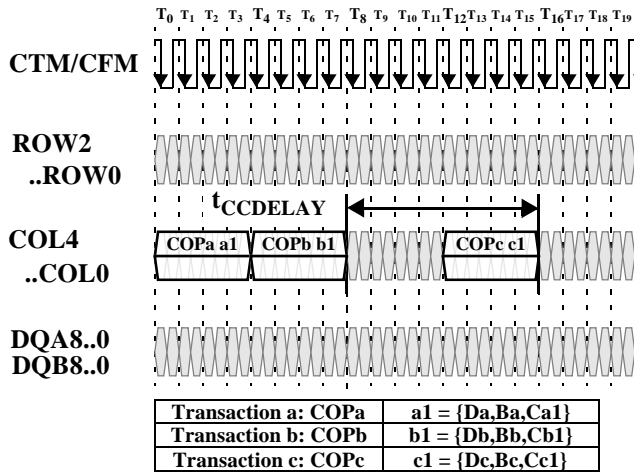 T0 T1 T2 T3 T4 T5 T6 T7 T8 T9 T10 T11 T12 T13 T14 T15 T16 T17 T18 T19
CTM/CFM
ROW2
..ROW0
tCCDELAY
COL4
..COL0
COPa a1 COPb b1 COPc c1
DQA8..0
DQB8..0
Transaction a: COPa a1 = {Da,Ba,Ca1}
Transaction b: COPb b1 = {Db,Bb,Cb1}
Transaction c: COPc c1 = {Dc,Bc,Cc1}